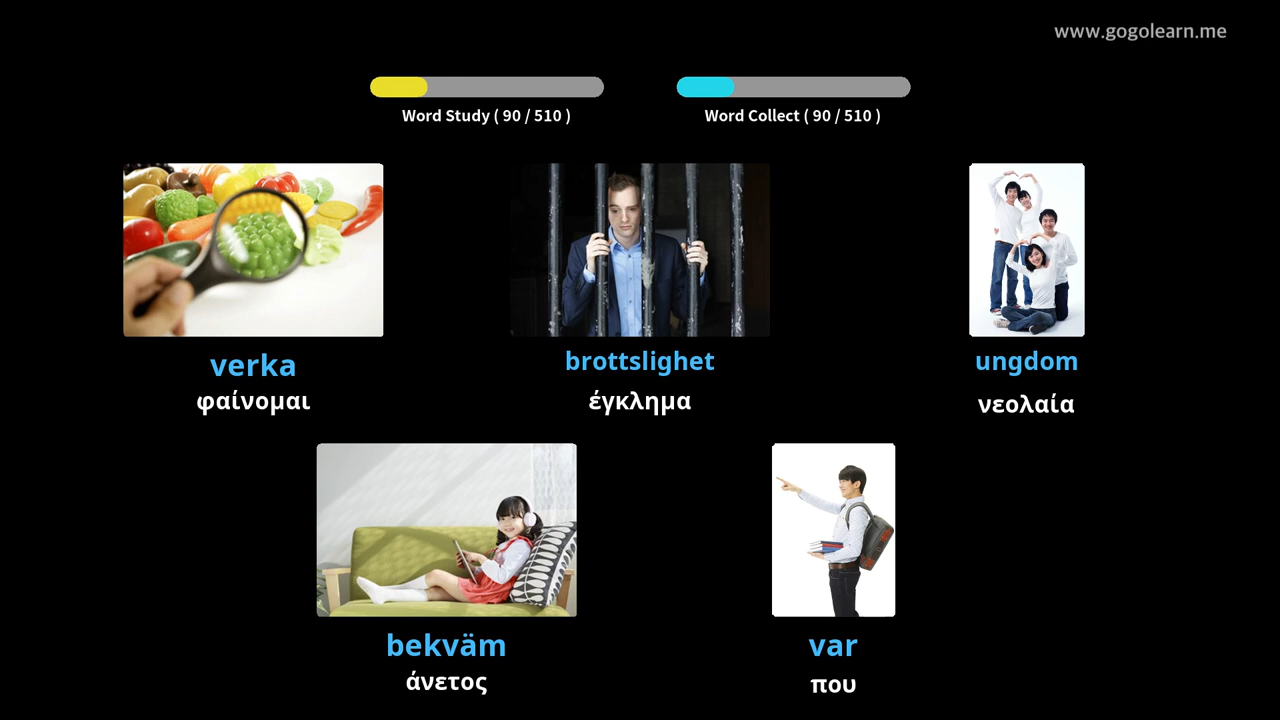 www.gogolearn.me
Word Study ( 90 / 510 )
Word Collect ( 90 / 510 )
verka
φαίνομαι
brottslighet
έγκλημα
ungdom
νεολαία
bekväm
άνετος
var
που